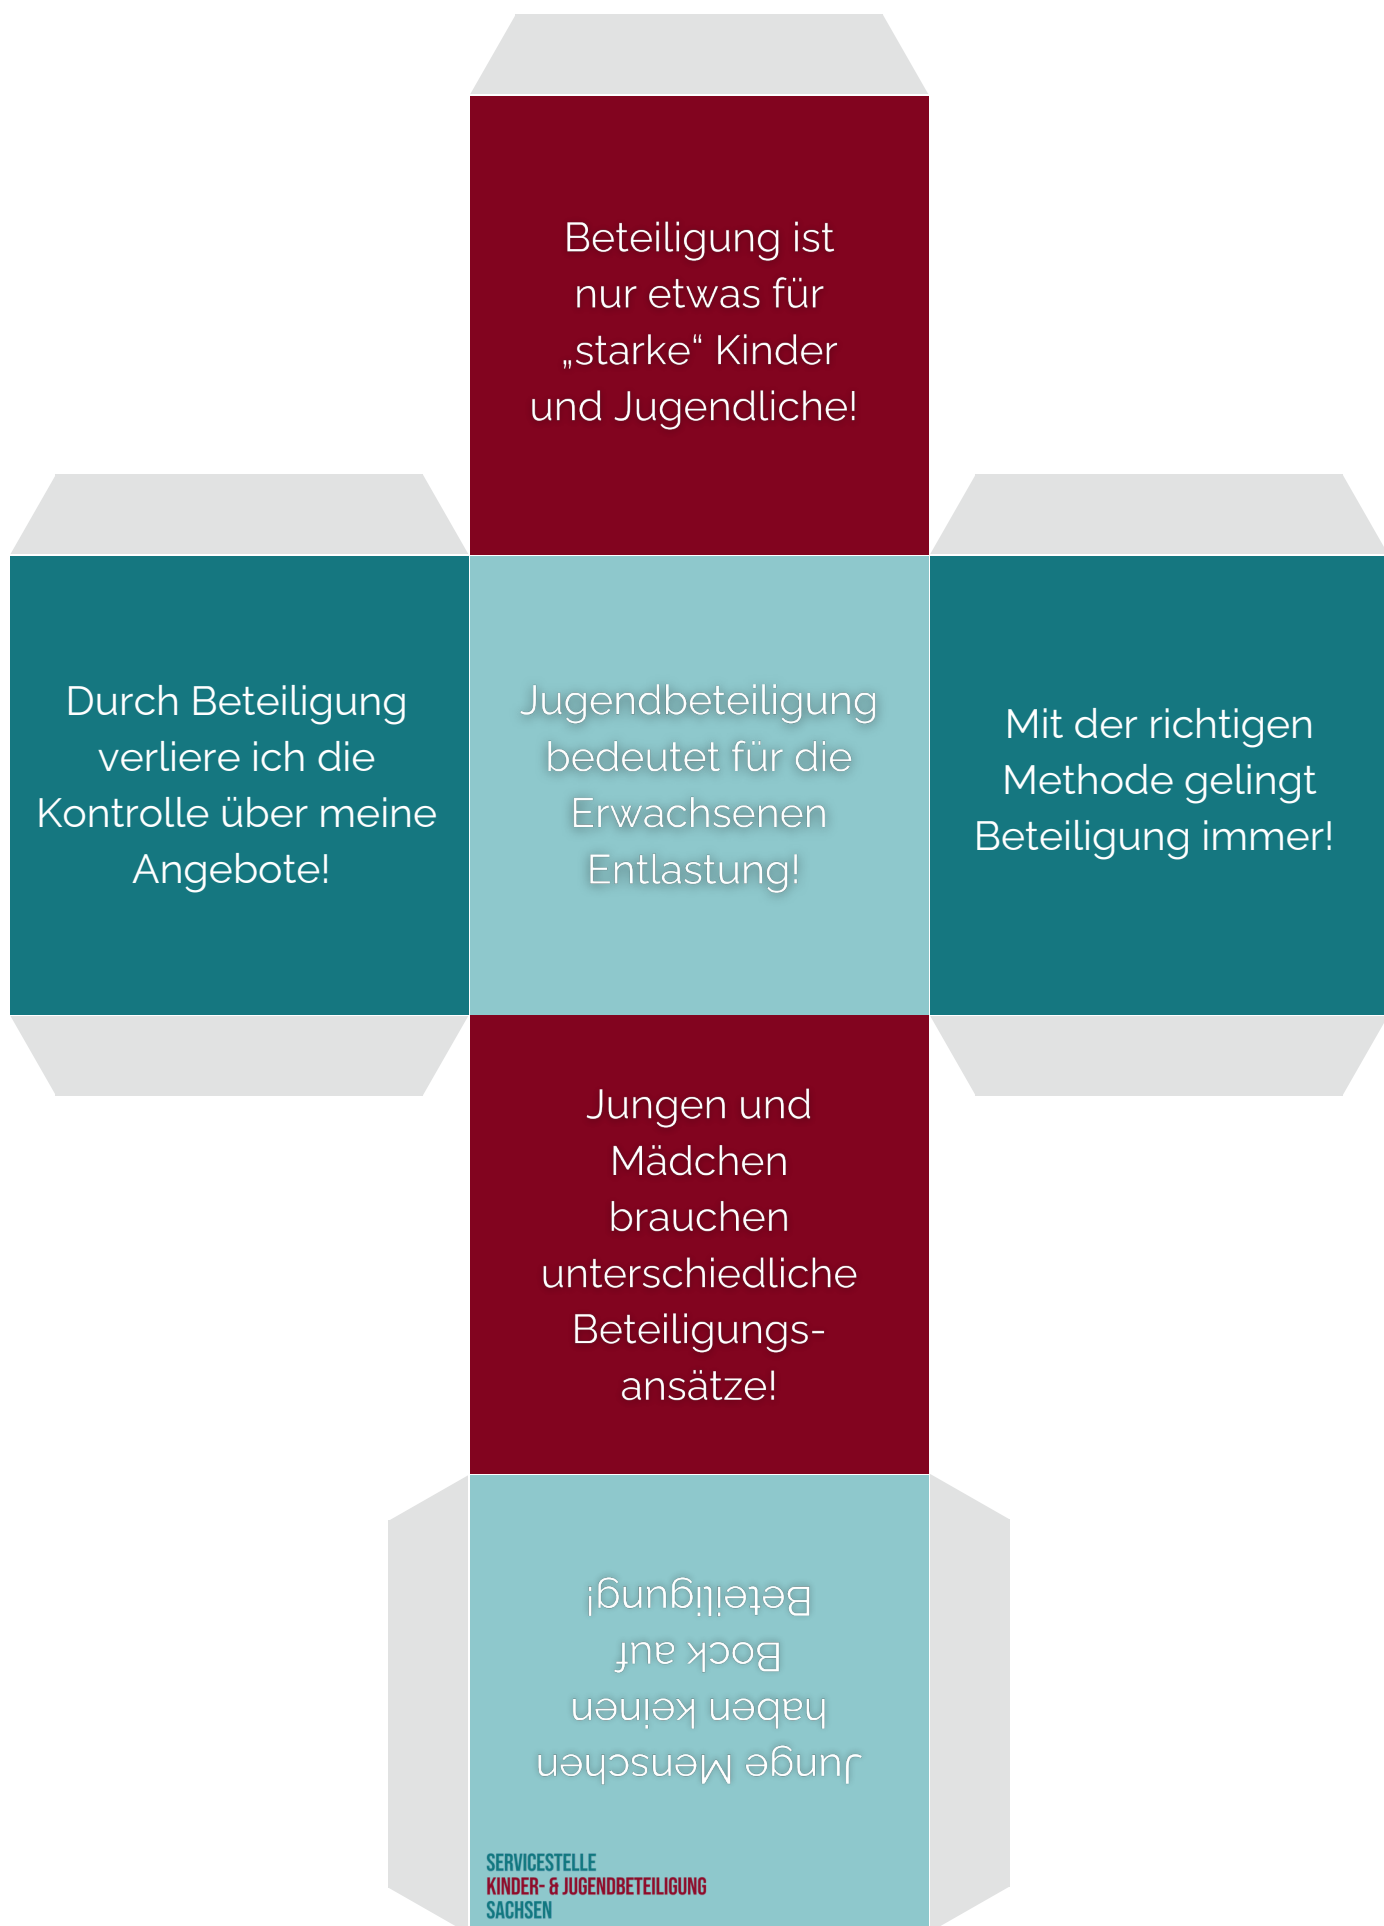 Beteiligung ist
nur etwas für
„starke“ Kinder
und Jugendliche!
Durch Beteiligung
verliere ich die
Kontrolle über meine
Angebote!
Jugendbeteiligung
bedeutet für die
Erwachsenen
Entlastung!
Mit der richtigen
Methode gelingt
Beteiligung immer!
Jungen und
Mädchen
brauchen
unterschiedliche
Beteiligungs-
ansätze!
Junge Menschen
haben keinen
Bock auf
Beteiligung!
SERVICESTELLE
KINDER- & JUGENDBETEILIGUNG
SACHSEN